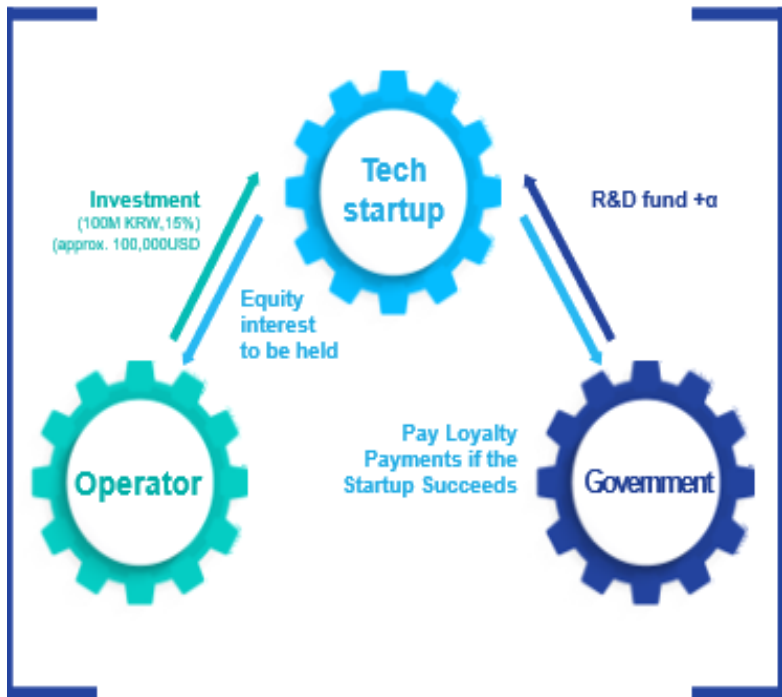 Tech
startup
Investment
(100M KRW,15%)
(approx. 100,000USD
R&D fund +α
Equity
interest
to be held
Pay Loyalty
Payments if the
Startup Succeeds
Operator
Government